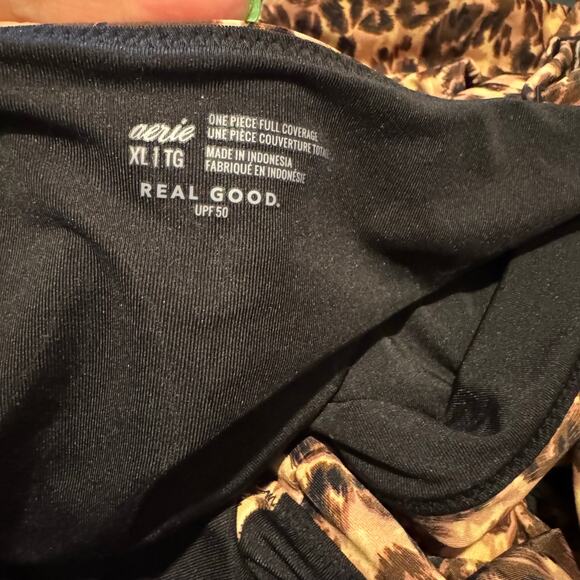 aerie
XL | TG
ONE PIECE FULL COVERAGE
UNE PIÈCE COUVERTURE TOTALE
MADE IN INDONESIA
FABRIQUÉ EN INDONÉSIE
REAL GOOD.
UPF 50